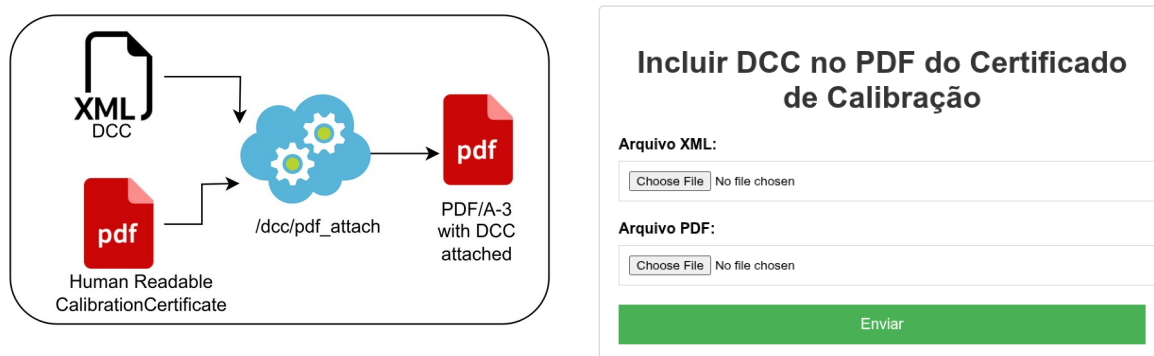 XML
DCC
pdf
Human Readable
CalibrationCertificate
/dcc/pdf_attach
pdf
PDF/A-3
with DCC
attached
Incluir DCC no PDF do Certificado
de Calibração
Arquivo XML:
Choose File No file chosen
Arquivo PDF:
Choose File No file chosen
Enviar